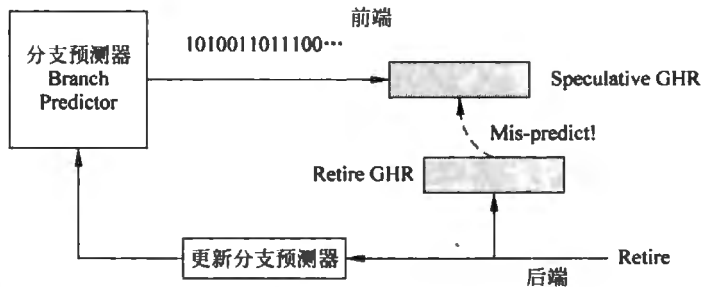 前端
分支预测器
Branch
Predictor
1010011011100…
Speculative GHR
Mis-predict!
Retire GHR
更新分支预测器
Retire
后端